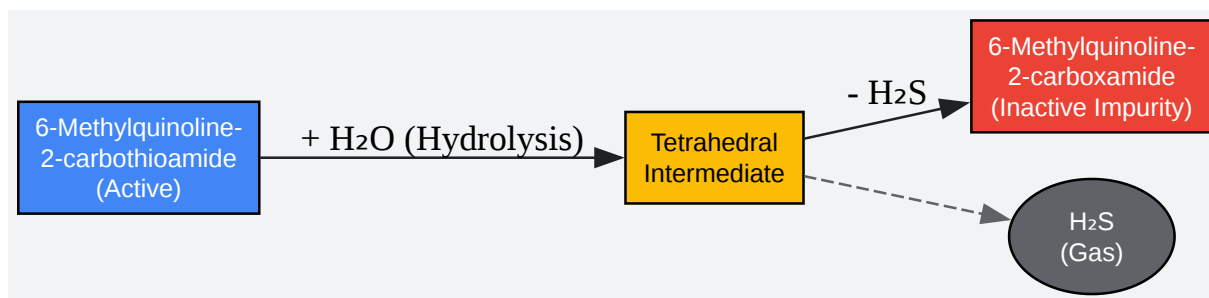 6-Methylquinoline-
2-carbothioamide
(Active)
+ H₂O (Hydrolysis)
Tetrahedral
Intermediate
- H₂S
6-Methylquinoline-
2-carboxamide
(Inactive Impurity)
H₂S
(Gas)